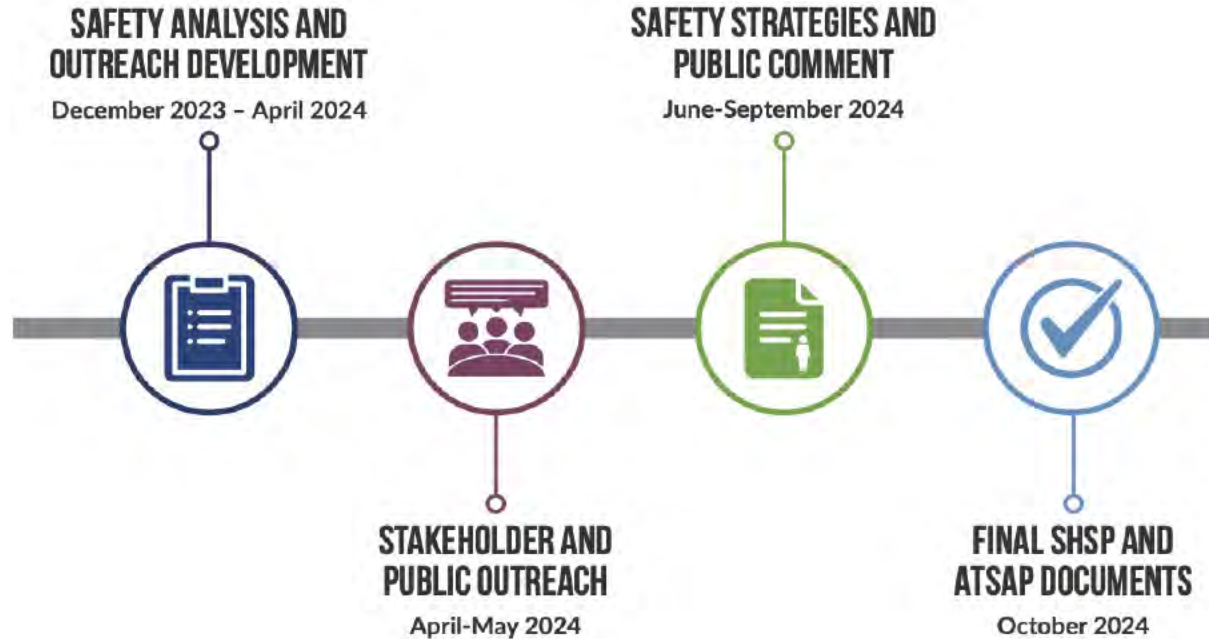 SAFETY ANALYSIS AND
OUTREACH DEVELOPMENT
December 2023 – April 2024
STAKEHOLDER AND
PUBLIC OUTREACH
April-May 2024
SAFETY STRATEGIES AND
PUBLIC COMMENT
June-September 2024
FINAL SHSP AND
ATSAP DOCUMENTS
October 2024